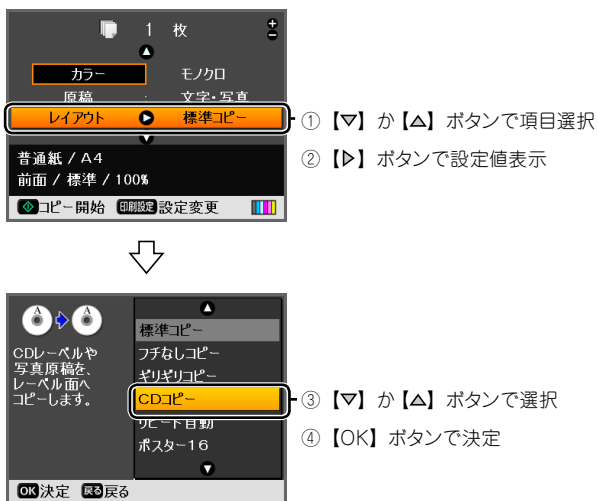 1 枚
カラー モノクロ
原稿 : 文字・写真
レイアウト 標準コピー
普通紙 / A4
前面 / 標準 / 100%
コピー開始 印刷設定 設定変更
① 【▽】 か 【△】 ボタンで項目選択
② 【▷】 ボタンで設定値表示
A A
CDレーベルや
写真原稿を、
レーベル面へ
コピーします。
標準コピー
フチなしコピー
ギリギリコピー
CDコピー
リピート自動
ポスター16
OK 決定 戻る 戻る
③ 【▽】 か 【△】 ボタンで選択
④ 【OK】 ボタンで決定